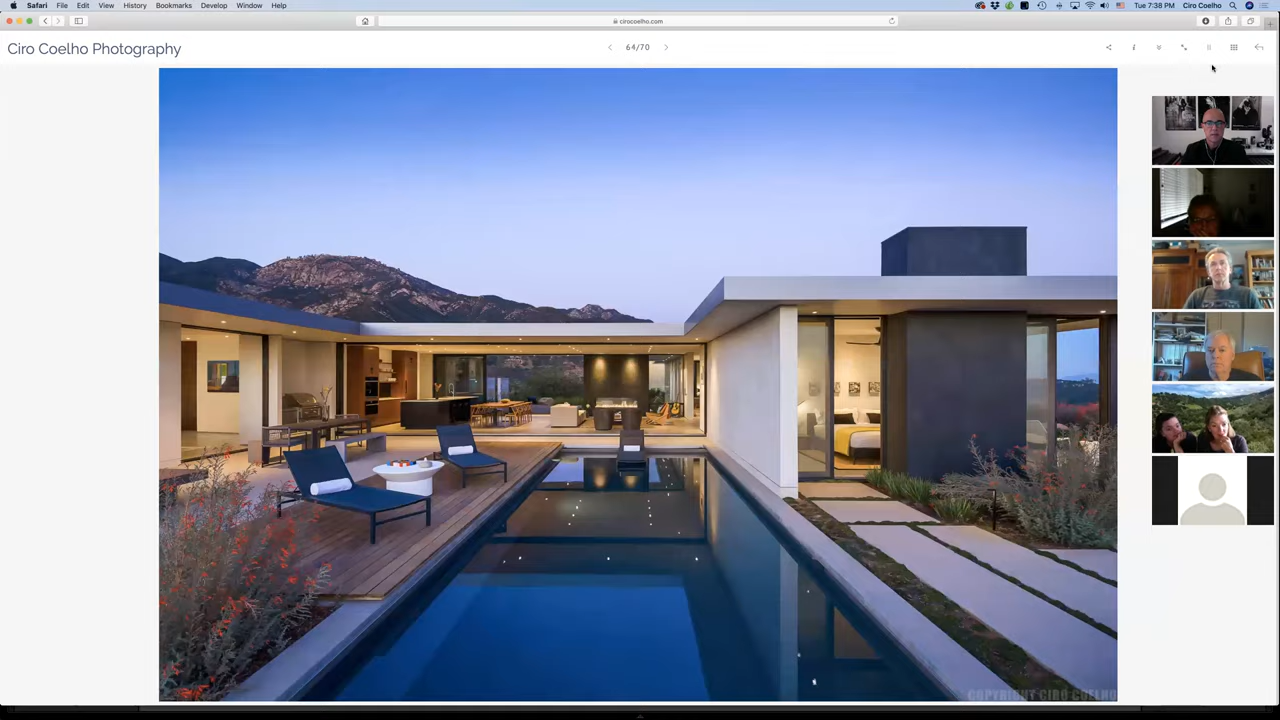 Safari File Edit View History Bookmarks Develop Window Help
Tue 7:38 PM Ciro Coelho
cirocoelho.com
Ciro Coelho Photography
64/70
COPYRIGHT CIRO COELHO